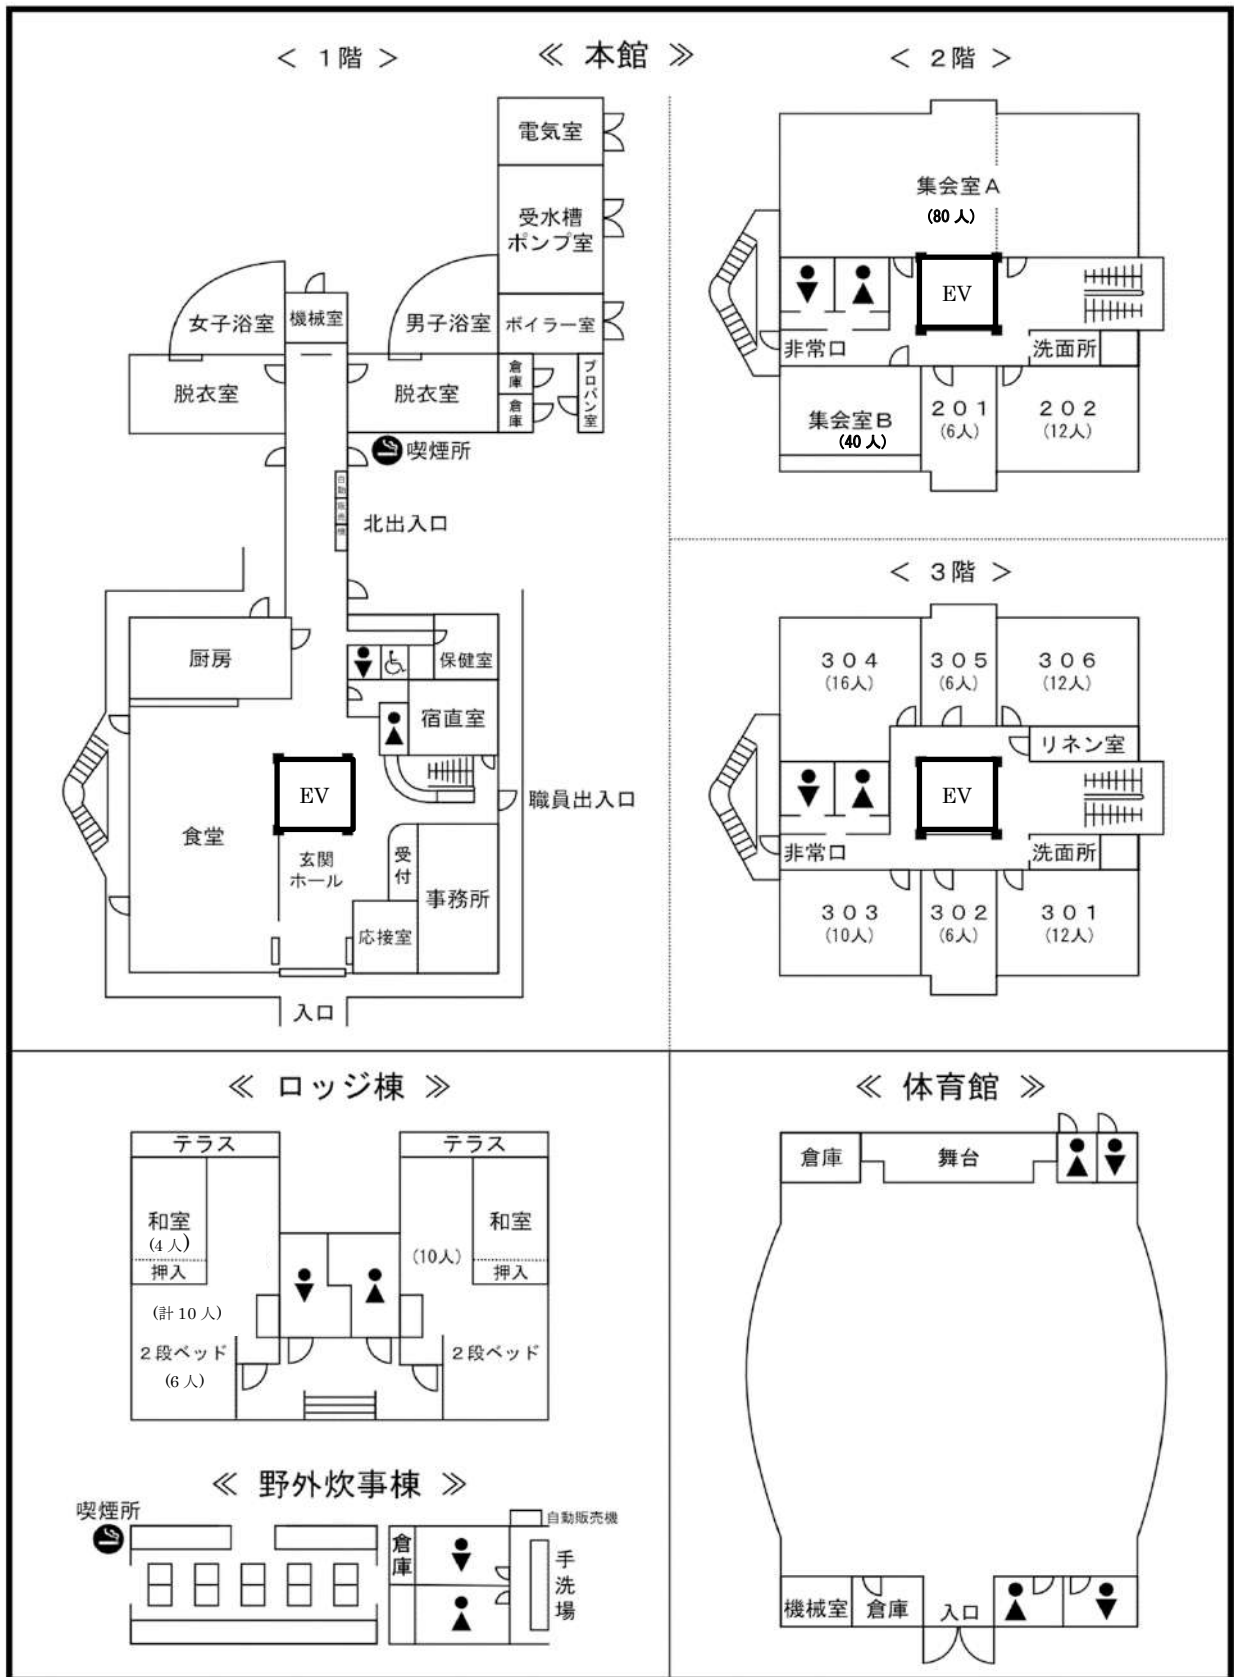 ≪ 本館 ≫
＜ 1階 ＞
電気室
受水槽
ポンプ室
女子浴室
機械室
男子浴室
ボイラー室
脱衣室
脱衣室
倉庫
倉庫
プロパン室
喫煙所
自動販売機
北出入口
厨房
保健室
宿直室
EV
職員出入口
食堂
玄関
ホール
受付
事務所
応接室
入口
＜ 2階 ＞
集会室A
(80 人)
EV
非常口
洗面所
集会室B
(40 人)
201
(6人)
202
(12人)
＜ 3階 ＞
304
(16人)
305
(6人)
306
(12人)
リネン室
EV
非常口
洗面所
303
(10人)
302
(6人)
301
(12人)
≪ ロッジ棟 ≫
テラス
テラス
和室
(4 人)
押入
和室
(10人)
押入
(計 10 人)
2段ベッド
(6 人)
2段ベッド
≪ 野外炊事棟 ≫
喫煙所
自動販売機
倉庫
手洗場
≪ 体育館 ≫
倉庫
舞台
機械室
倉庫
入口